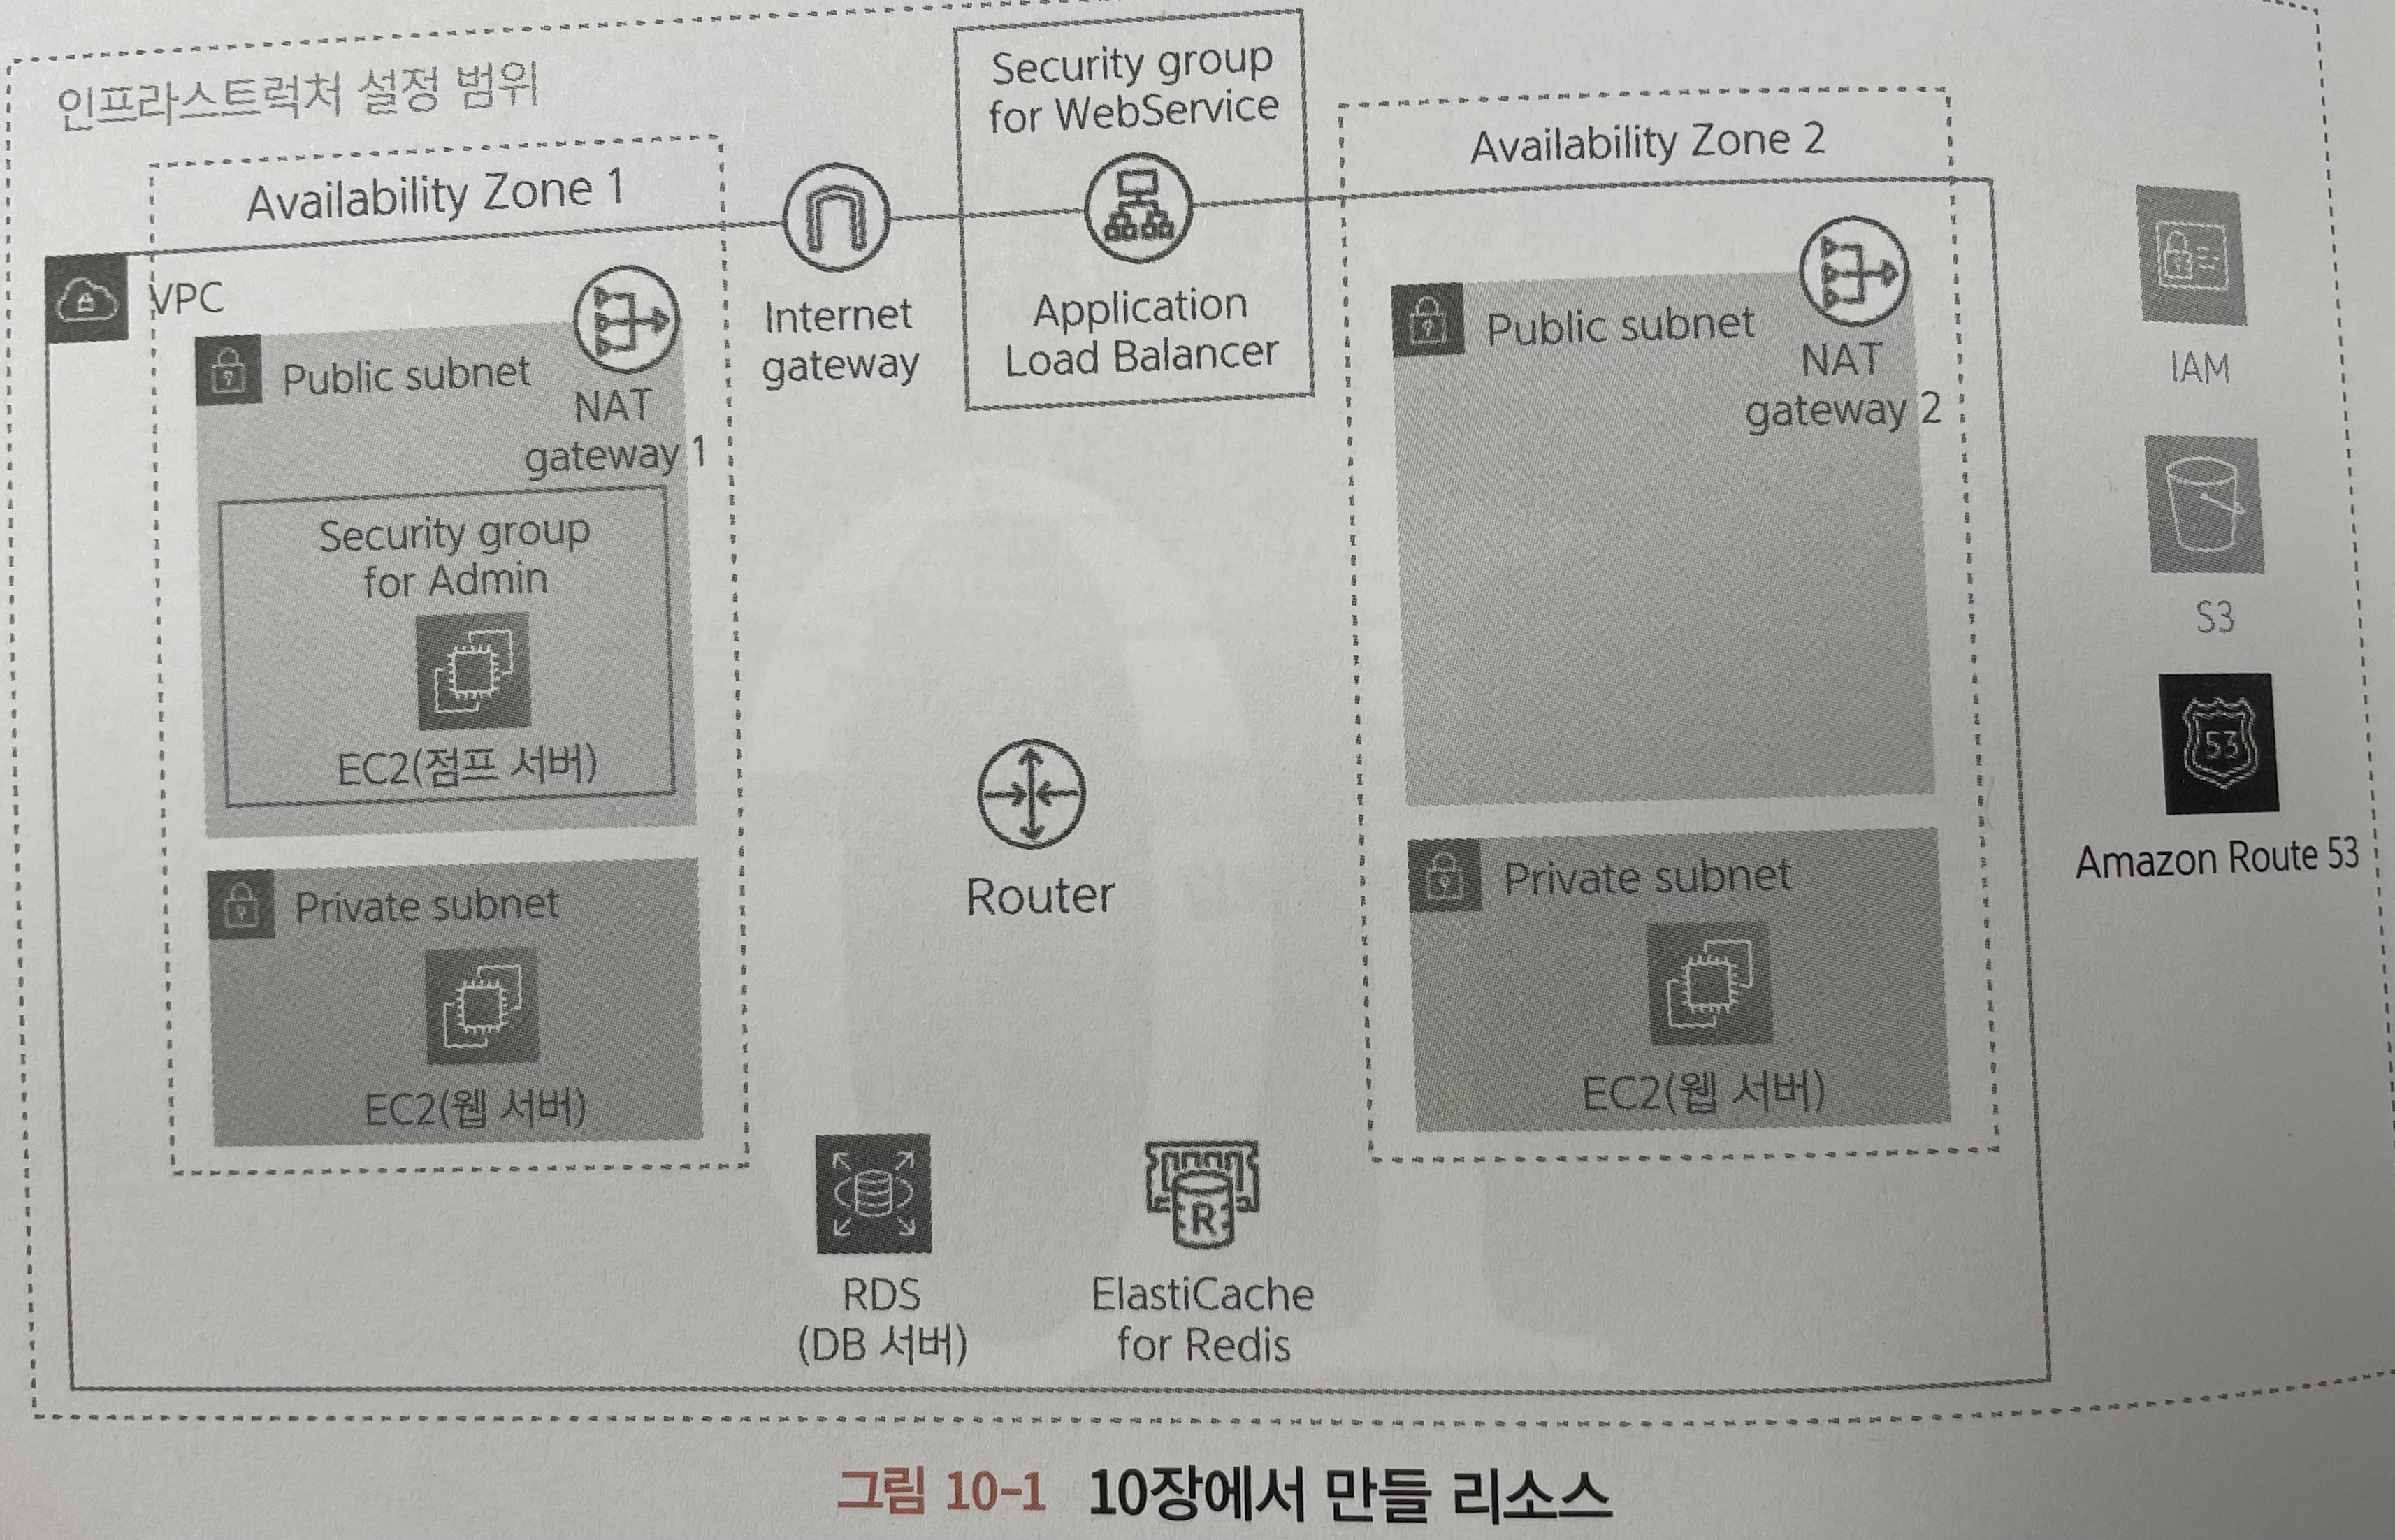 인프라스트럭처 설정 범위
Availability Zone 1
Security group
for WebService
Availability Zone 2
VPC
Public subnet
NAT
gateway 1
Internet
gateway
Application
Load Balancer
Public subnet
NAT
gateway 2
IAM
Security group
for Admin
EC2(점프 서버)
S3
53
Amazon Route 53
Router
Private subnet
EC2(웹 서버)
Private subnet
EC2(웹 서버)
RDS
(DB 서버)
R
ElastiCache
for Redis
그림 10-1 10장에서 만들 리소스